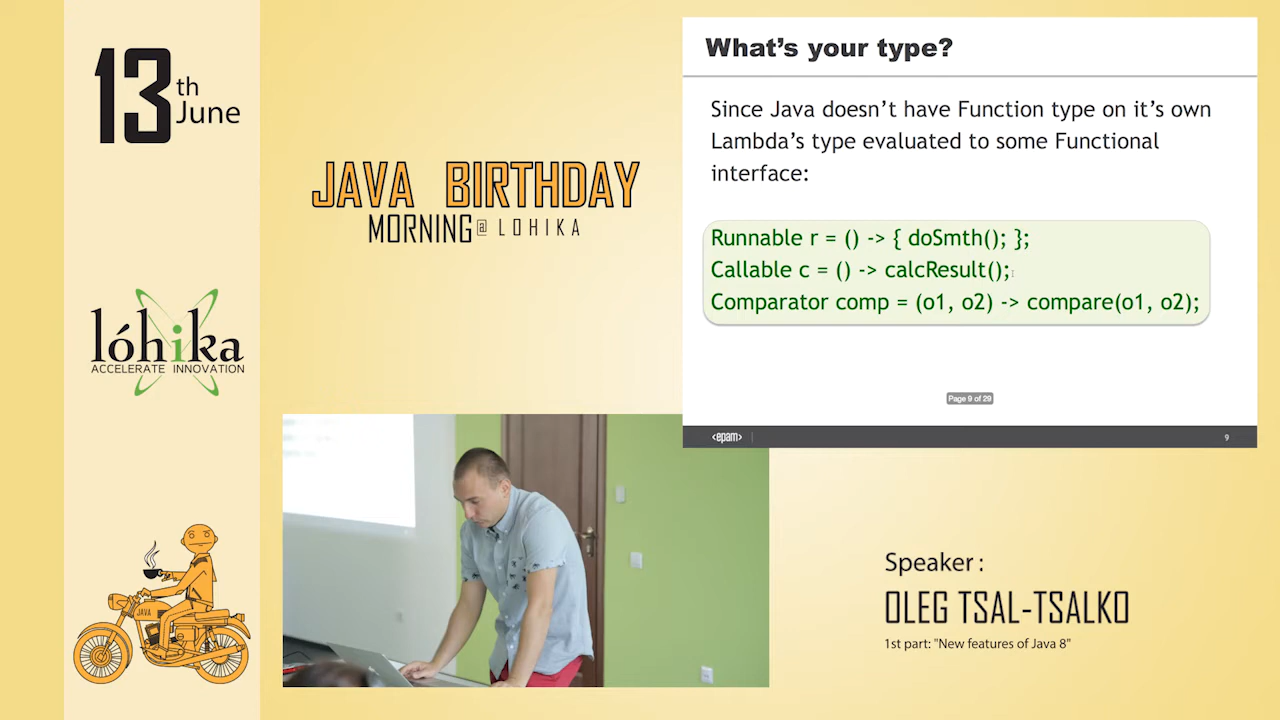 13th
June
lóhika
ACCELERATE INNOVATION
JAVA
JAVA BIRTHDAY
MORNING@LOHIKA
What’s your type?
Since Java doesn’t have Function type on it’s own
Lambda’s type evaluated to some Functional
interface:
Runnable r = () -> { doSmth(); };
Callable c = () -> calcResult();
Comparator comp = (o1, o2) -> compare(o1, o2);
Page 9 of 29
<epam>
9
Speaker :
OLEG TSAL-TSALKO
1st part: "New features of Java 8"